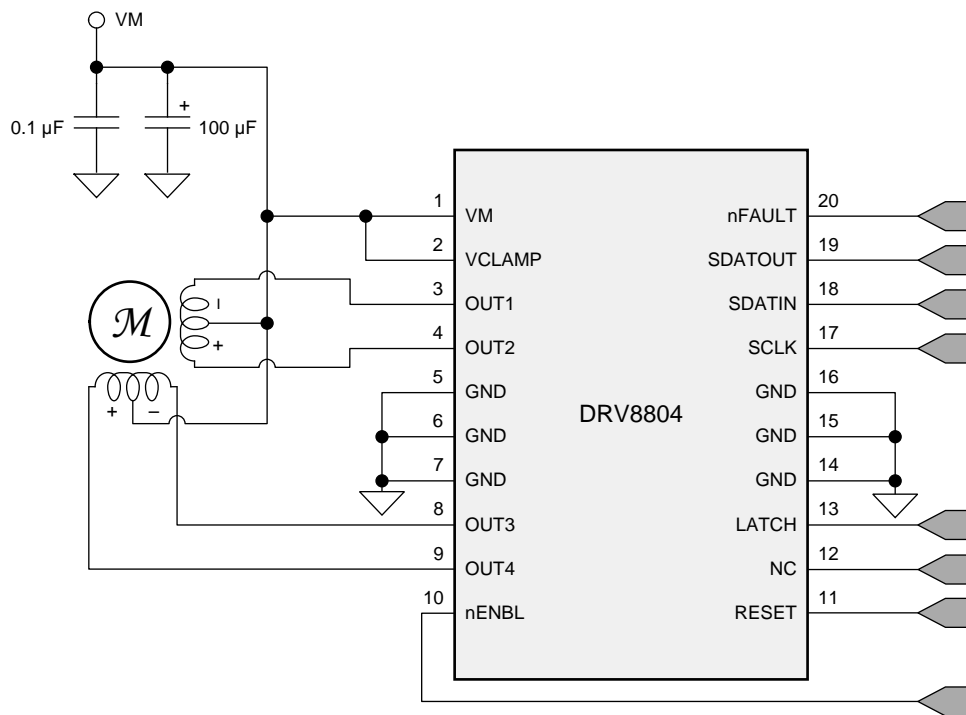 VM
+
0.1 µF
100 µF
1 VM
2 VCLAMP
3 OUT1
4 OUT2
5 GND
6 GND
7 GND
8 OUT3
9 OUT4
10 nENBL
DRV8804
nFAULT 20
SDATOUT 19
SDATIN 18
SCLK 17
GND 16
GND 15
GND 14
LATCH 13
NC 12
RESET 11
M
–
+
+ –